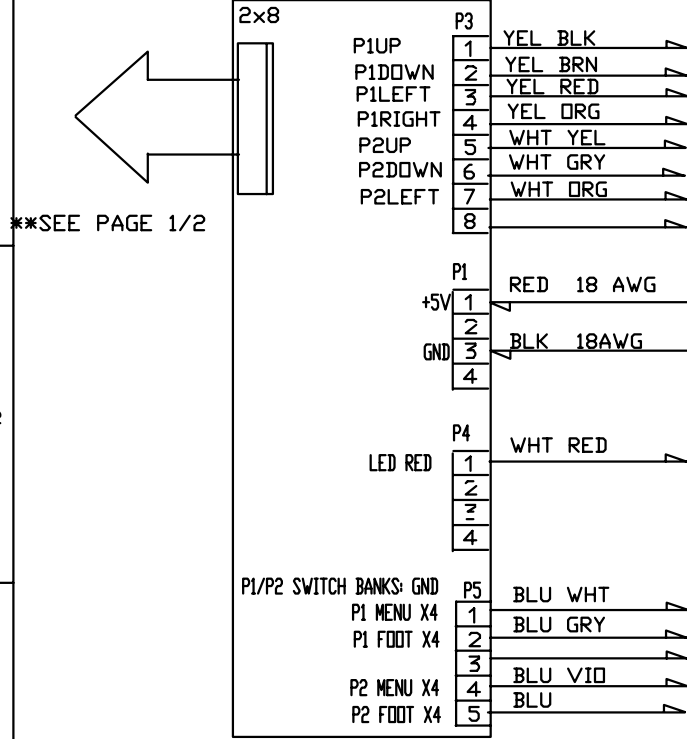 2x8 P3
P1UP 1 YEL BLK
P1DOWN 2 YEL BRN
P1LEFT 3 YEL RED
P1RIGHT 4 YEL ORG
P2UP 5 WHT YEL
P2DOWN 6 WHT GRY
P2LEFT 7 WHT ORG
8
**SEE PAGE 1/2
P1
+5V 1 RED 18 AWG
2
GND 3 BLK 18AWG
4
P4
LED RED 1 WHT RED
2
3
4
P1/P2 SWITCH BANKS: GND P5
P1 MENU X4 1 BLU WHT
P1 FOOT X4 2 BLU GRY
3
P2 MENU X4 4 BLU VIO
P2 FOOT X4 5 BLU